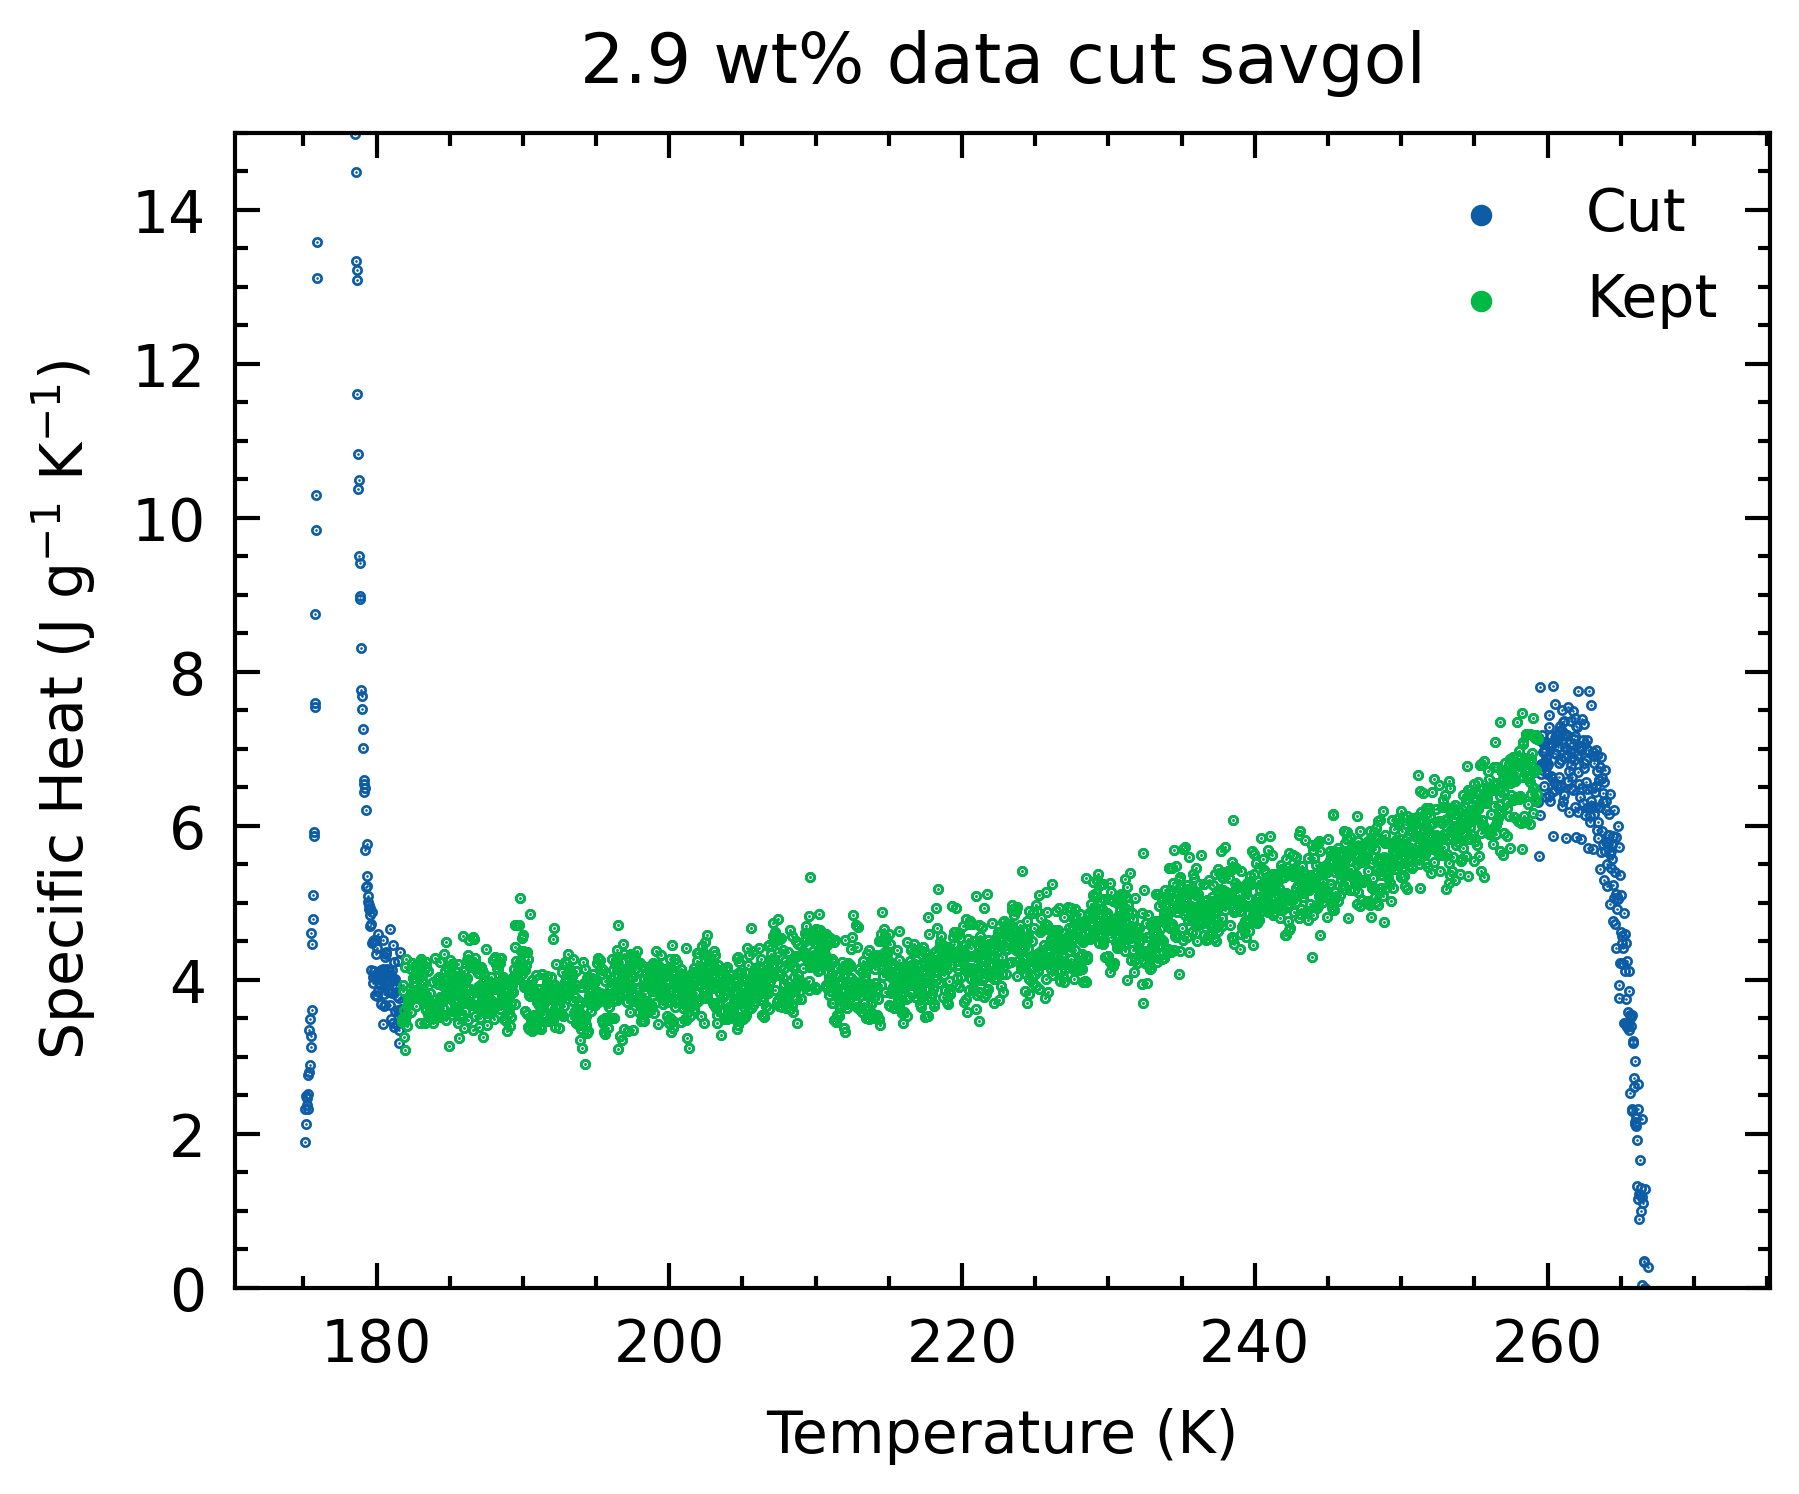 2.9 wt% data cut savgol
Cut
Kept
14
12
10
8
6
4
2
0
Specific Heat (J g⁻¹ K⁻¹)
180 200 220 240 260
Temperature (K)